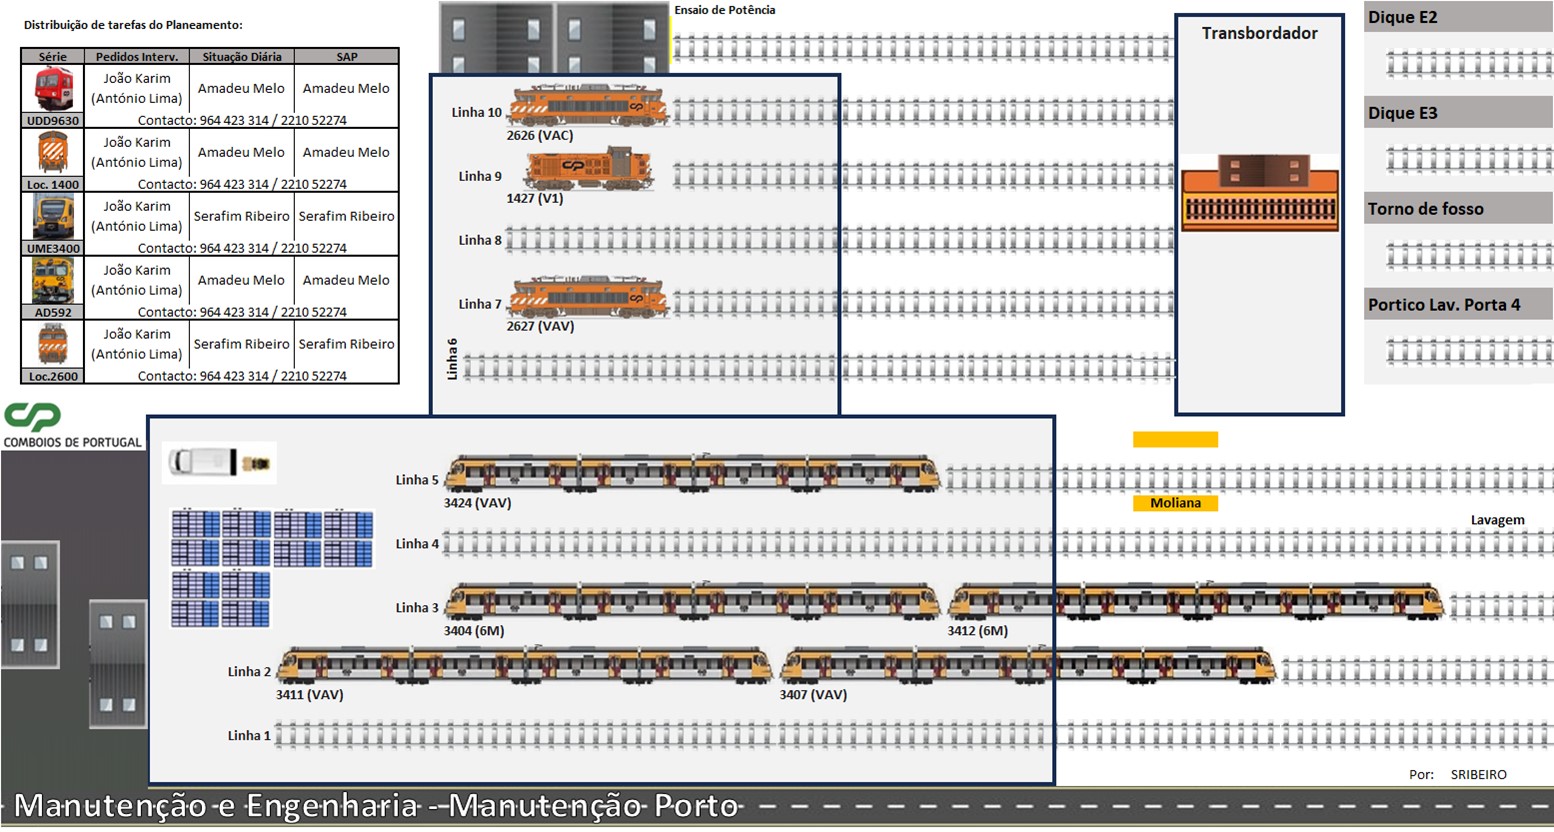 Distribuição de tarefas do Planeamento:
Série Pedidos Interv. Situação Diária SAP
João Karim
(António Lima)
Amadeu Melo Amadeu Melo
UDD9630 Contacto: 964 423 314 / 2210 52274
João Karim
(António Lima)
Amadeu Melo Amadeu Melo
Loc. 1400 Contacto: 964 423 314 / 2210 52274
João Karim
(António Lima)
Serafim Ribeiro Serafim Ribeiro
UME3400 Contacto: 964 423 314 / 2210 52274
João Karim
(António Lima)
Amadeu Melo Amadeu Melo
AD592 Contacto: 964 423 314 / 2210 52274
João Karim
(António Lima)
Serafim Ribeiro Serafim Ribeiro
Loc.2600 Contacto: 964 423 314 / 2210 52274
CP
COMBOIOS DE PORTUGAL
Ensaio de Potência
Linha 10
2626 (VAC)
Linha 9
1427 (V1)
Linha 8
Linha 7
2627 (VAV)
Linha 6
Transbordador
Dique E2
Dique E3
Torno de fosso
Portico Lav. Porta 4
Linha 5
3424 (VAV)
Moliana
Lavagem
Linha 4
Linha 3
3404 (6M)
3412 (6M)
Linha 2
3411 (VAV)
3407 (VAV)
Linha 1
Por: SRIBEIRO
Manutenção e Engenharia - Manutenção Porto